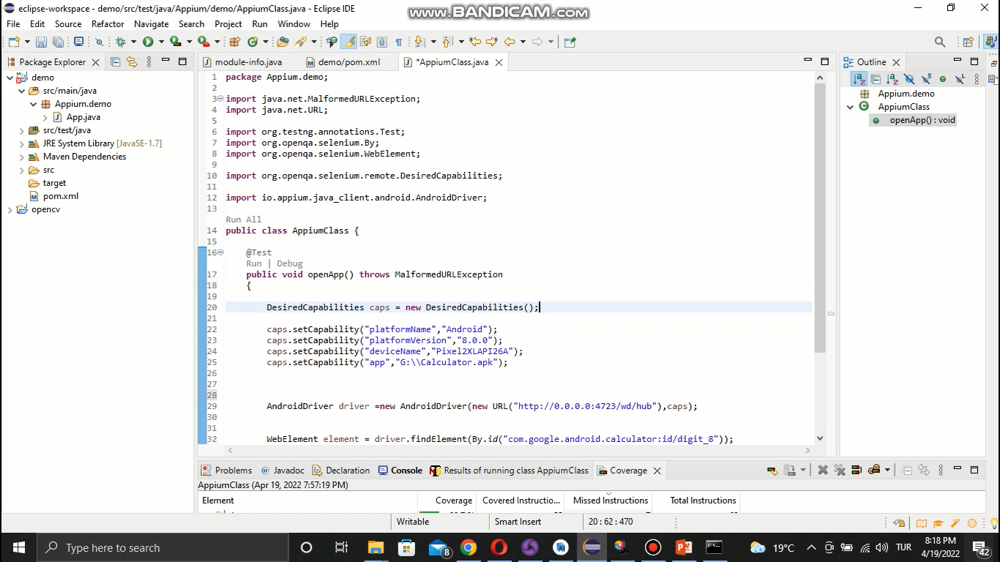 eclipse-workspace - demo/src/test/java/Appium/demo/AppiumClass.java - Eclipse IDE
www.BANDICAM.com
File Edit Source Refactor Navigate Search Project Run Window Help
Package Explorer
demo
src/main/java
Appium.demo
App.java
src/test/java
JRE System Library [JavaSE-1.7]
Maven Dependencies
src
target
pom.xml
opencv
module-info.java demo/pom.xml *AppiumClass.java
1 package Appium.demo;
2
3 import java.net.MalformedURLException;
4 import java.net.URL;
5
6 import org.testng.annotations.Test;
7 import org.openqa.selenium.By;
8 import org.openqa.selenium.WebElement;
9
10 import org.openqa.selenium.remote.DesiredCapabilities;
11
12 import io.appium.java_client.android.AndroidDriver;
13
Run All
14 public class AppiumClass {
15
16 @Test
Run | Debug
17 public void openApp() throws MalformedURLException
18 {
19
20 DesiredCapabilities caps = new DesiredCapabilities();
21
22 caps.setCapability("platformName","Android");
23 caps.setCapability("platformVersion","8.0.0");
24 caps.setCapability("deviceName","Pixel2XLAPI26A");
25 caps.setCapability("app","G:\\Calculator.apk");
26
27
28
29 AndroidDriver driver =new AndroidDriver(new URL("http://0.0.0.0:4723/wd/hub"),caps);
30
31
32 WebElement element = driver.findElement(By.id("com.google.android.calculator:id/digit_8"));
Outline
Appium.demo
AppiumClass
openApp() : void
Problems Javadoc Declaration Console Results of running class AppiumClass Coverage
AppiumClass (Apr 19, 2022 7:57:19 PM)
Element Coverage Covered Instructio... Missed Instructions Total Instructions
Writable Smart Insert 20 : 62 : 470
Type here to search
8
19°C
TUR
8:18 PM
4/19/2022
42